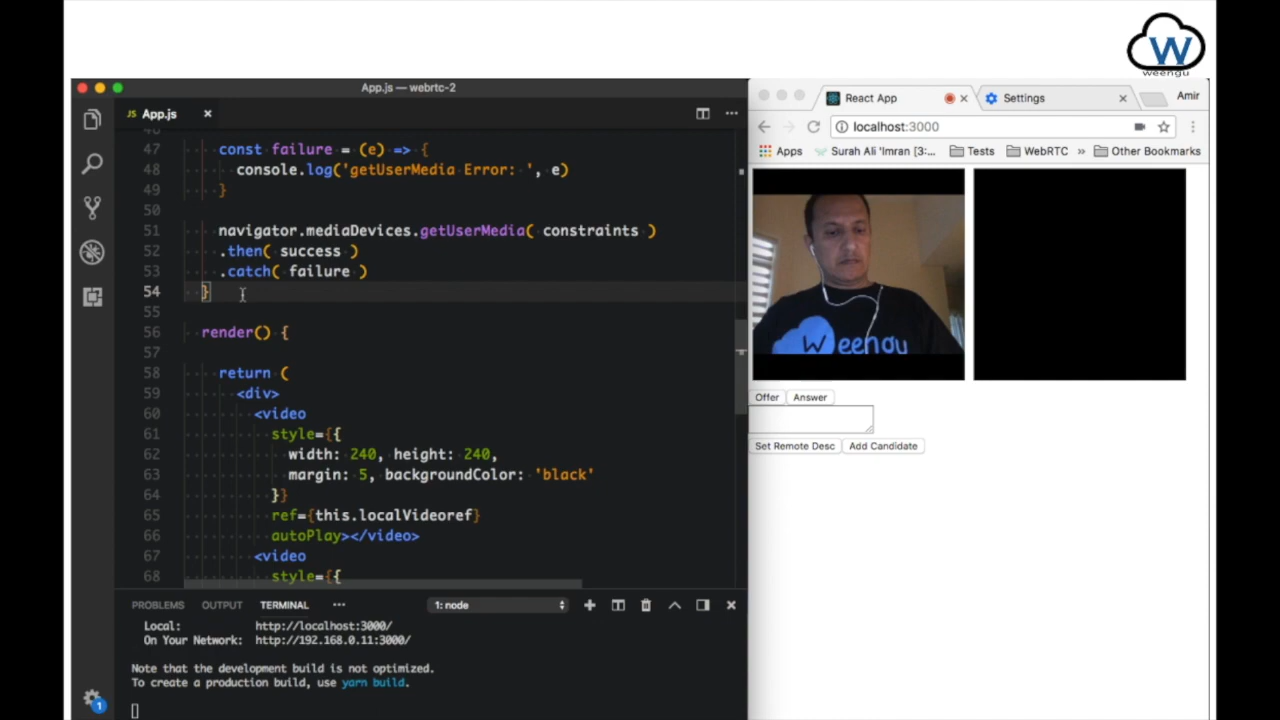 W
weengu
App.js — webrtc-2
JS App.js
React App
Settings
Amir
localhost:3000
Apps
Surah Ali 'Imran [3:...
Tests
WebRTC
»
Other Bookmarks
47 const failure = (e) => {
48 console.log('getUserMedia Error: ', e)
49 }
50
51 navigator.mediaDevices.getUserMedia( constraints )
52 .then( success )
53 .catch( failure )
54 }
55
56 render() {
57
58 return (
59 <div>
60 <video
61 style={{
62 width: 240, height: 240,
63 margin: 5, backgroundColor: 'black'
64 }}
65 ref={this.localVideoref}
66 autoPlay></video>
67 <video
68 style={{
Weengu
Offer
Answer
Set Remote Desc
Add Candidate
PROBLEMS
OUTPUT
TERMINAL
1: node
Local: http://localhost:3000/
On Your Network: http://192.168.0.11:3000/
Note that the development build is not optimized.
To create a production build, use yarn build.
1